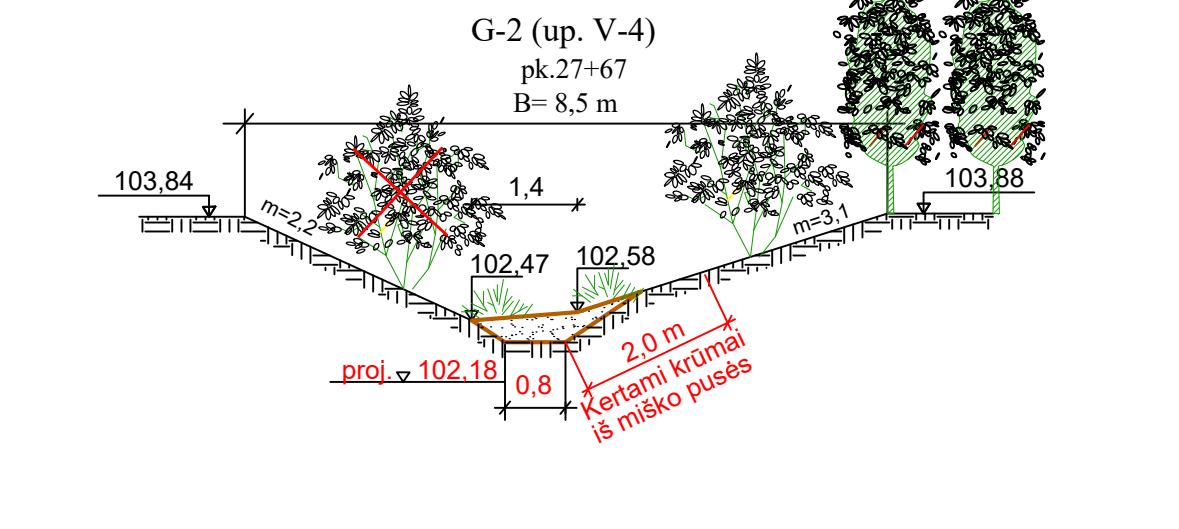 G-2 (up. V-4)
pk.27+67
B= 8,5 m
103,84
1,4
103,88
m=2,2
m=3,1
102,47
102,58
proj. 102,18
0,8
2,0 m
Kertami krūmai
iš miško pusės